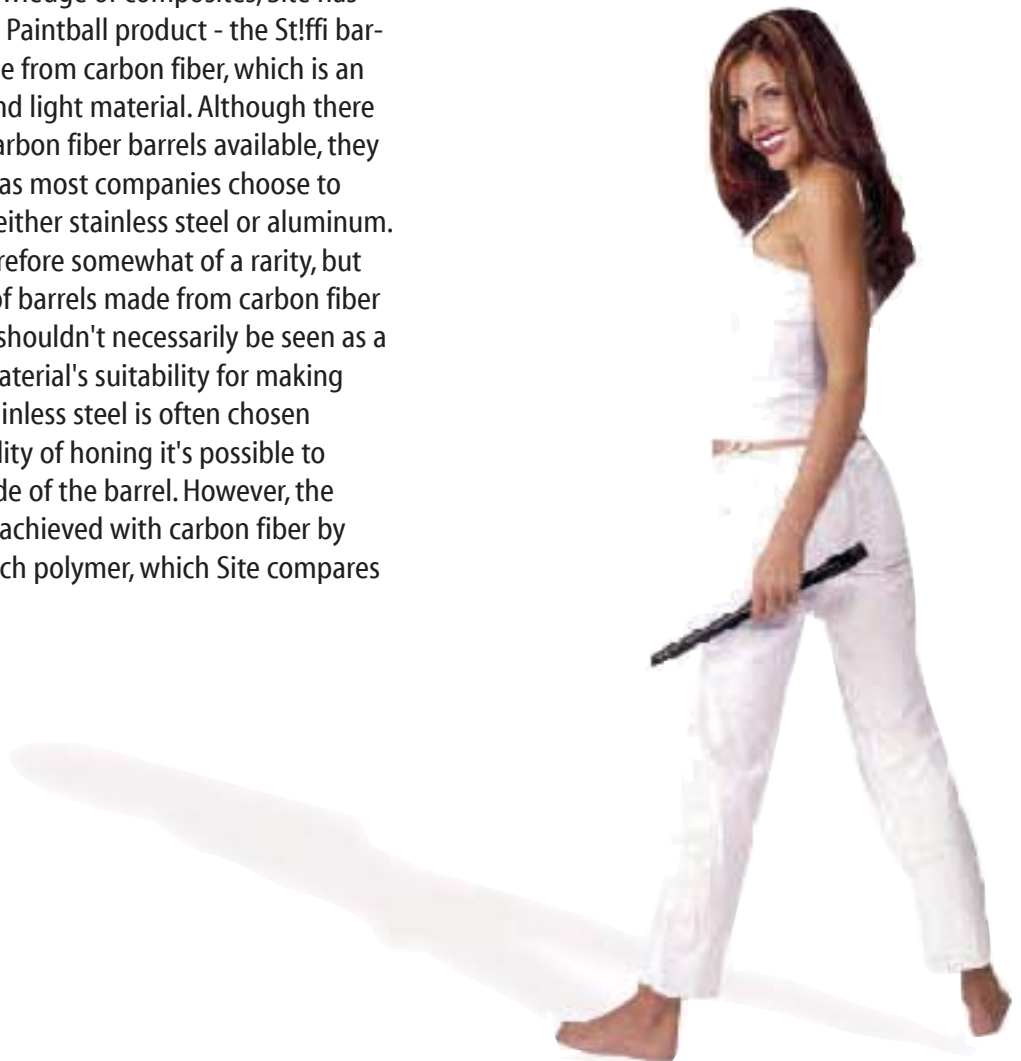 wledge of composites, Site has
Paintball product - the St!ffi bar-
e from carbon fiber, which is an
nd light material. Although there
arbon fiber barrels available, they
as most companies choose to
either stainless steel or aluminum.
refore somewhat of a rarity, but
of barrels made from carbon fiber
shouldn't necessarily be seen as a
aterial's suitability for making
inless steel is often chosen
lity of honing it's possible to
de of the barrel. However, the
achieved with carbon fiber by
ch polymer, which Site compares